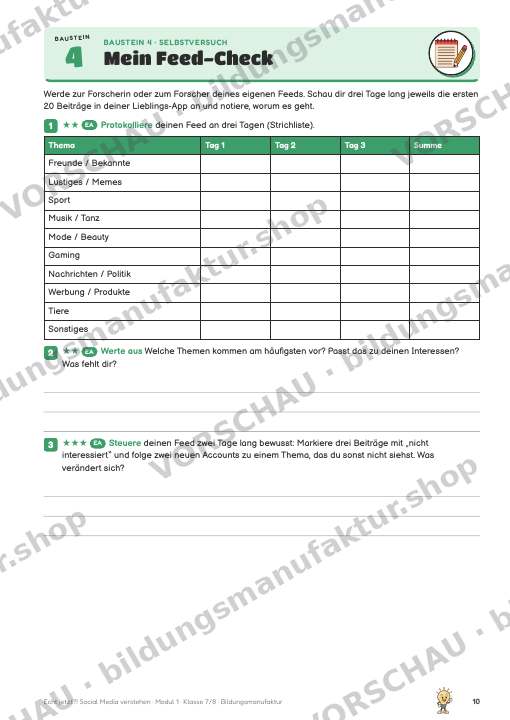 BAUSTEIN
4
BAUSTEIN 4 · SELBSTVERSUCH
Mein Feed-Check
Werde zur Forscherin oder zum Forscher deines eigenen Feeds. Schau dir drei Tage lang jeweils die ersten
20 Beiträge in deiner Lieblings-App an und notiere, worum es geht.
1 ★★ EA Protokolliere deinen Feed an drei Tagen (Strichliste).
Thema Tag 1 Tag 2 Tag 3 Summe
Freunde / Bekannte
Lustiges / Memes
Sport
Musik / Tanz
Mode / Beauty
Gaming
Nachrichten / Politik
Werbung / Produkte
Tiere
Sonstiges
2 ★★ EA Werte aus Welche Themen kommen am häufigsten vor? Passt das zu deinen Interessen?
Was fehlt dir?
3 ★★★ EA Steuere deinen Feed zwei Tage lang bewusst: Markiere drei Beiträge mit „nicht
interessiert“ und folge zwei neuen Accounts zu einem Thema, das du sonst nicht siehst. Was
verändert sich?
Echt jetzt?! Social Media verstehen · Modul 1 · Klasse 7/8 · Bildungsmanufaktur
10
VORSCHAU · bildungsmanufaktur.shop